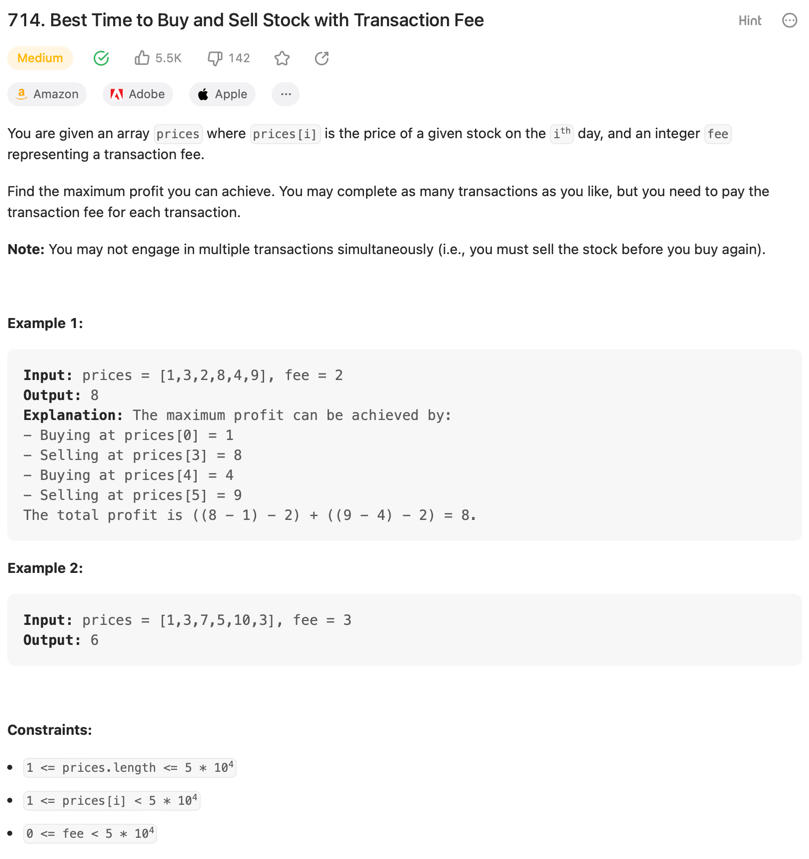 714. Best Time to Buy and Sell Stock with Transaction Fee
Hint
Medium
5.5K
142
Amazon
Adobe
Apple
...
You are given an array prices where prices[i] is the price of a given stock on the ith day, and an integer fee
representing a transaction fee.
Find the maximum profit you can achieve. You may complete as many transactions as you like, but you need to pay the
transaction fee for each transaction.
Note: You may not engage in multiple transactions simultaneously (i.e., you must sell the stock before you buy again).
Example 1:
Input: prices = [1,3,2,8,4,9], fee = 2
Output: 8
Explanation: The maximum profit can be achieved by:
- Buying at prices[0] = 1
- Selling at prices[3] = 8
- Buying at prices[4] = 4
- Selling at prices[5] = 9
The total profit is ((8 - 1) - 2) + ((9 - 4) - 2) = 8.
Example 2:
Input: prices = [1,3,7,5,10,3], fee = 3
Output: 6
Constraints:
• 1 <= prices.length <= 5 * 10⁴
• 1 <= prices[i] < 5 * 10⁴
• 0 <= fee < 5 * 10⁴